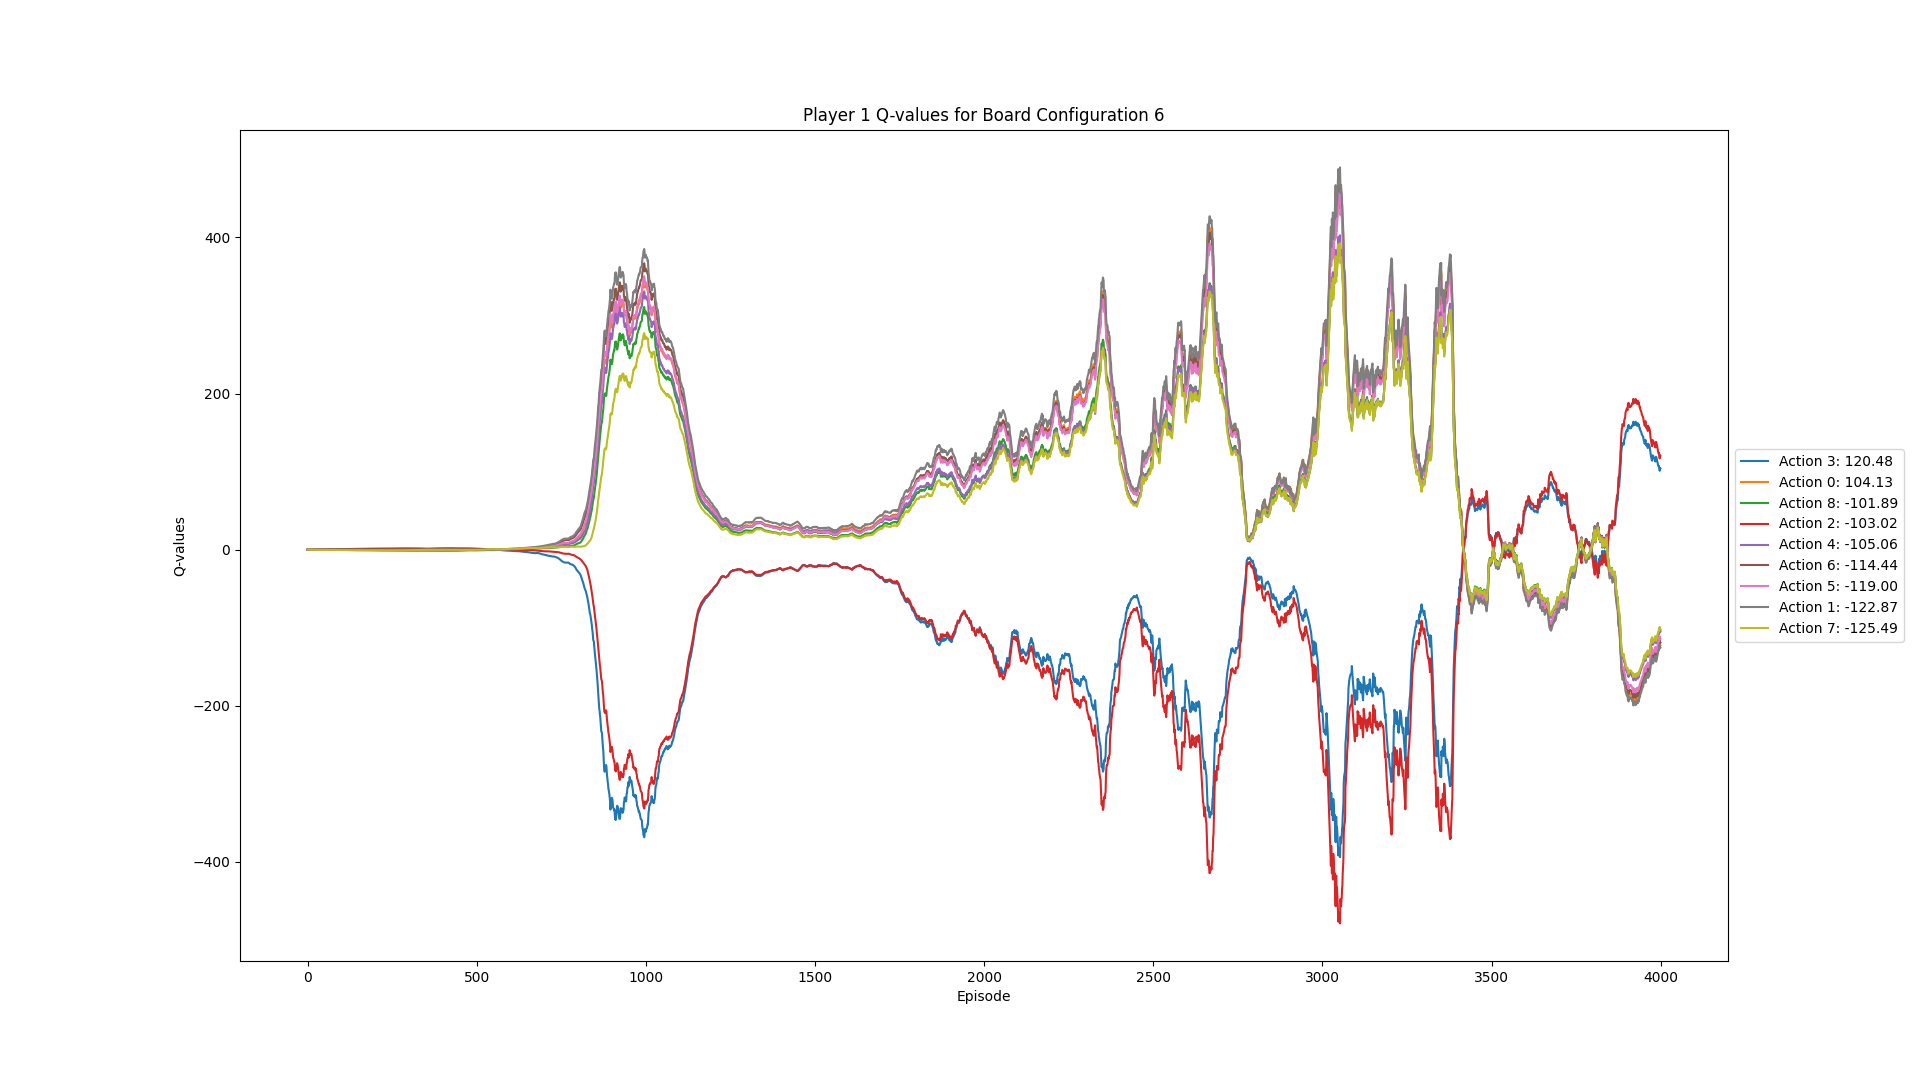 Player 1 Q-values for Board Configuration 6
Q-values
400
200
0
−200
−400
0
500
1000
1500
2000
2500
3000
3500
4000
Episode
Action 3: 120.48
Action 0: 104.13
Action 8: -101.89
Action 2: -103.02
Action 4: -105.06
Action 6: -114.44
Action 5: -119.00
Action 1: -122.87
Action 7: -125.49